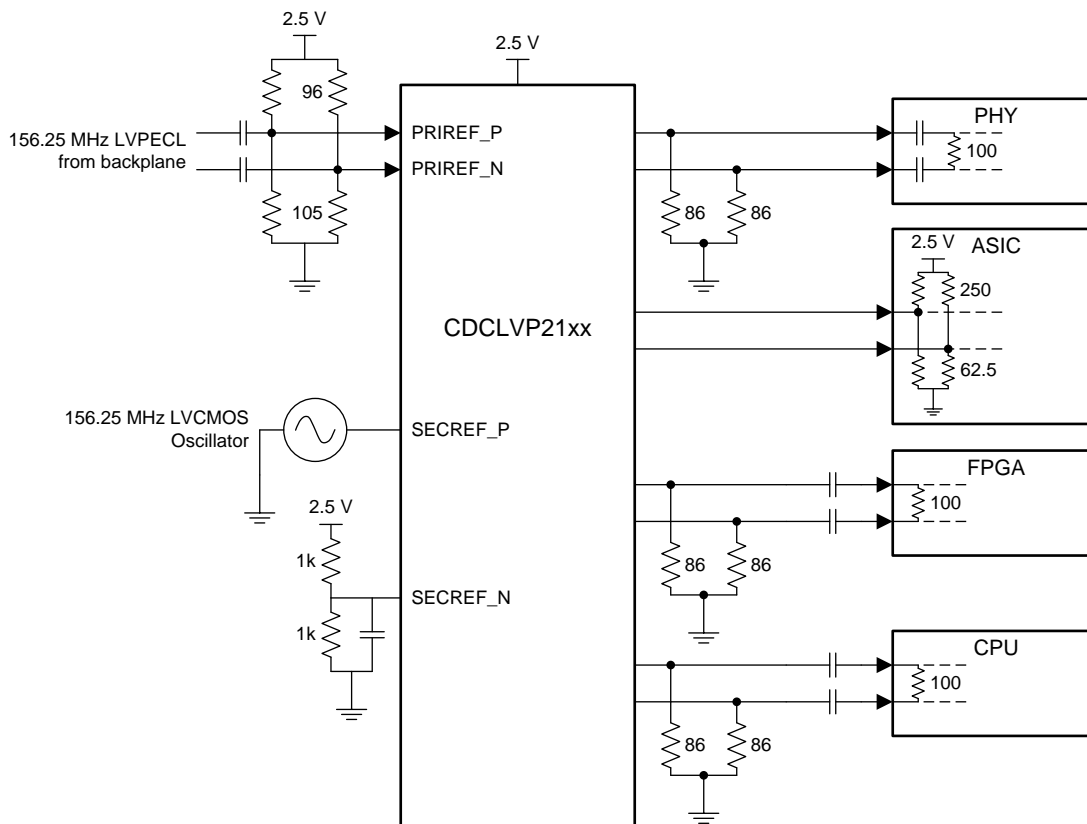 2.5 V
96
156.25 MHz LVPECL
from backplane
105
2.5 V
PRIREF_P
PRIREF_N
CDCLVP21xx
156.25 MHz LVCMOS
Oscillator
SECREF_P
2.5 V
1k
1k
SECREF_N
86
86
PHY
100
ASIC
2.5 V
250
62.5
86
86
FPGA
100
86
86
CPU
100